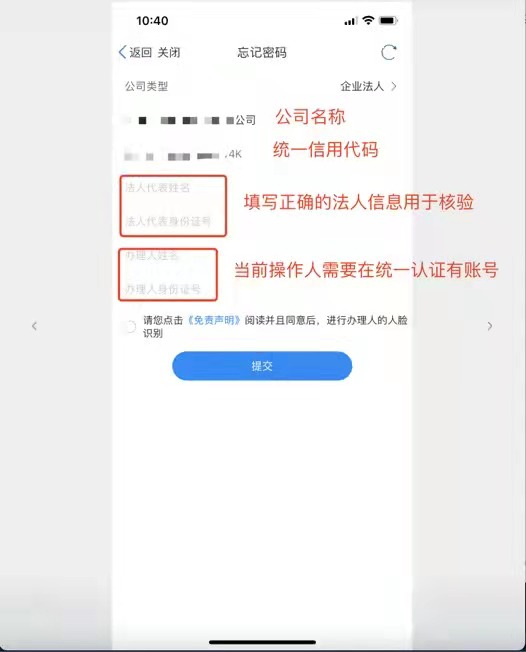 10:40
返回 关闭 忘记密码
公司类型 企业法人
公司 公司名称
.4K 统一信用代码
法人代表姓名
填写正确的法人信息用于核验
法人代表身份证号
办理人姓名
当前操作人需要在统一认证有账号
办理人身份证号
请您点击《免责声明》阅读并且同意后，进行办理人的人脸
识别
提交